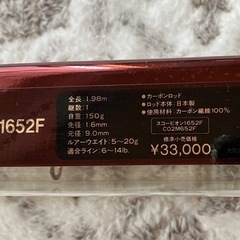 1652F
全長:1.98m
継数:1
自重:150g
先径:1.6mm
元径:9.0mm
ルアーウエイト:5〜20g
適合ライン:6〜14lb.
●カーボンロッド
●ロッド本体:日本製
●使用材料:カーボン繊維100%
スコーピオン1652F
C02M652F
標準小売価格
¥33,000